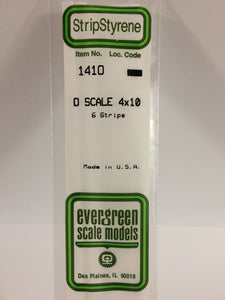 StripStyrene
Item No. Loc. Code
1410
O SCALE 4x10
6 Strips
Made in U.S.A.
evergreen
scale models
Des Plaines, IL 60018